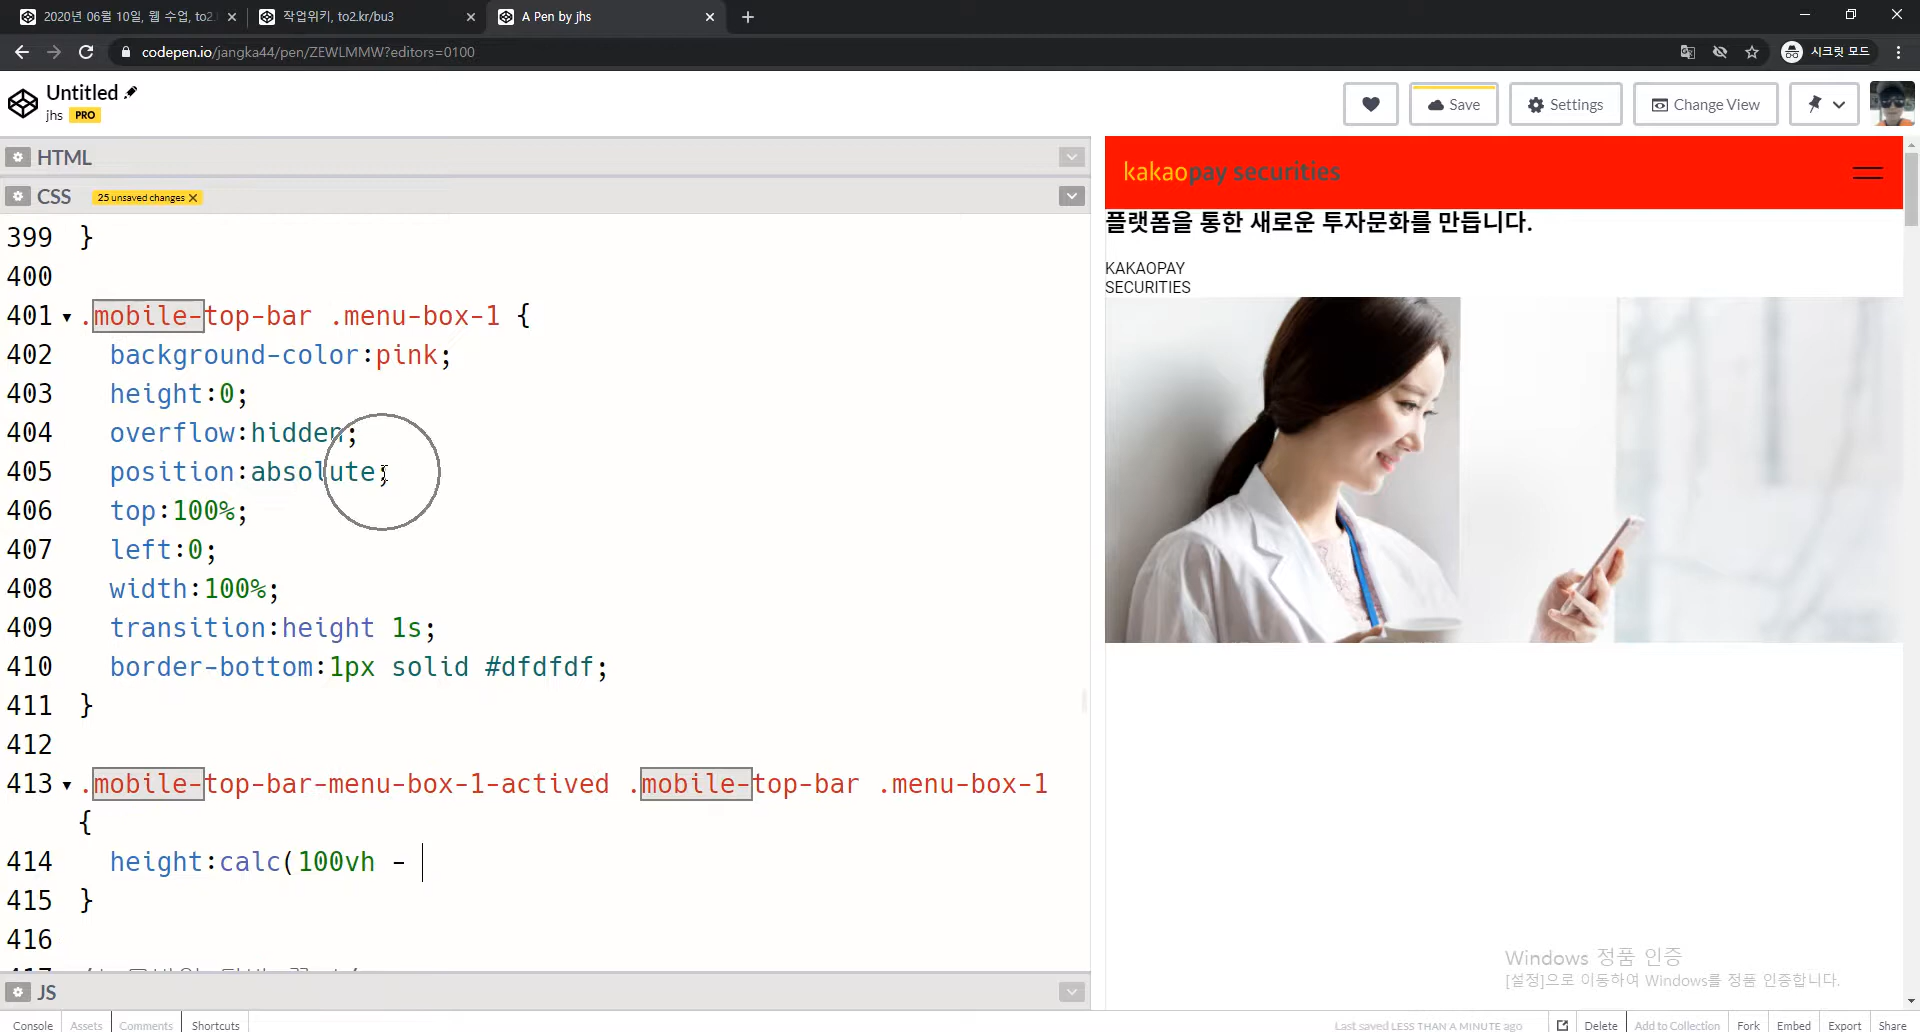 2020년 06월 10일, 웹 수업, to2.
작업위키, to2.kr/bu3
A Pen by jhs
codepen.io/jangka44/pen/ZEWLMMW?editors=0100
시크릿 모드
Untitled
jhs PRO
Save
Settings
Change View
HTML
CSS
25 unsaved changes
399 }
400
401 .mobile-top-bar .menu-box-1 {
402 background-color:pink;
403 height:0;
404 overflow:hidden;
405 position:absolute;
406 top:100%;
407 left:0;
408 width:100%;
409 transition:height 1s;
410 border-bottom:1px solid #dfdfdf;
411 }
412
413 .mobile-top-bar-menu-box-1-actived .mobile-top-bar .menu-box-1
{
414 height:calc(100vh -
415 }
416
JS
kakaopay securities
플랫폼을 통한 새로운 투자문화를 만듭니다.
KAKAOPAY
SECURITIES
Windows 정품 인증
[설정]으로 이동하여 Windows를 정품 인증합니다.
Console
Assets
Comments
Shortcuts
Last saved LESS THAN A MINUTE ago
Delete
Add to Collection
Fork
Embed
Export
Share